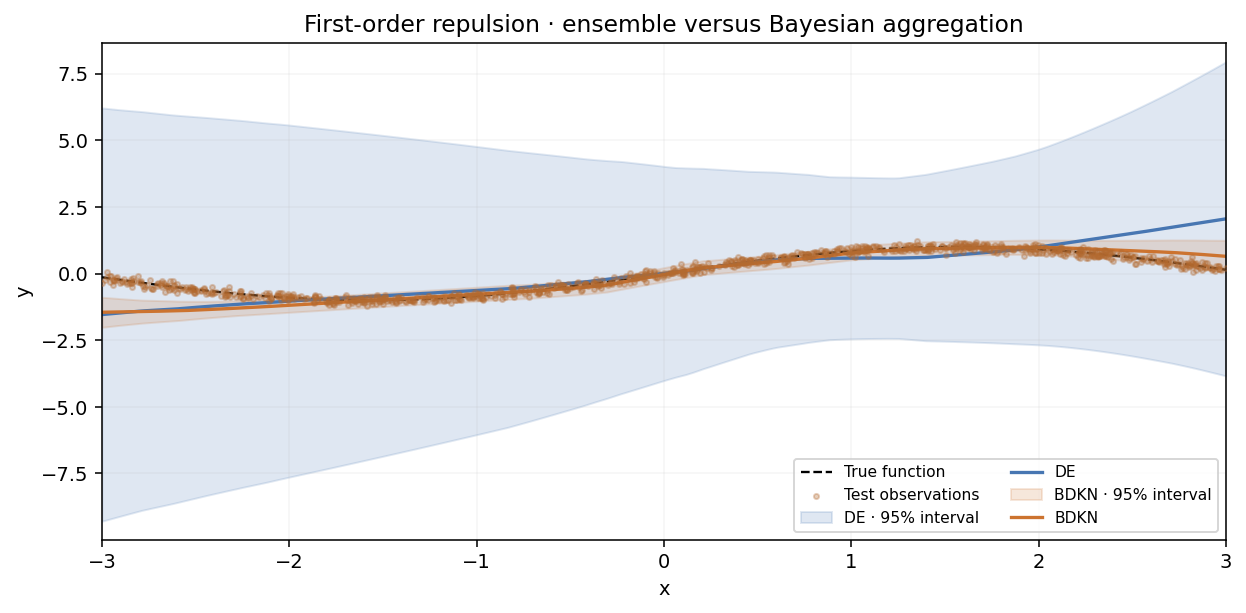 First-order repulsion · ensemble versus Bayesian aggregation
y
7.5
5.0
2.5
0.0
−2.5
−5.0
−7.5
True function
Test observations
DE · 95% interval
DE
BDKN · 95% interval
BDKN
−3 −2 −1 0 1 2 3
x